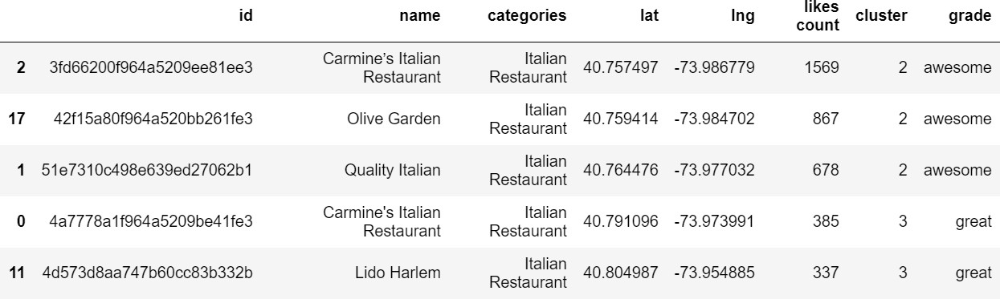 id name categories lat lng likes count cluster grade
2 3fd66200f964a5209ee81ee3 Carmine’s Italian Restaurant Italian Restaurant 40.757497 -73.986779 1569 2 awesome
17 42f15a80f964a520bb261fe3 Olive Garden Italian Restaurant 40.759414 -73.984702 867 2 awesome
1 51e7310c498e639ed27062b1 Quality Italian Italian Restaurant 40.764476 -73.977032 678 2 awesome
0 4a7778a1f964a5209be41fe3 Carmine's Italian Restaurant Italian Restaurant 40.791096 -73.973991 385 3 great
11 4d573d8aa747b60cc83b332b Lido Harlem Italian Restaurant 40.804987 -73.954885 337 3 great